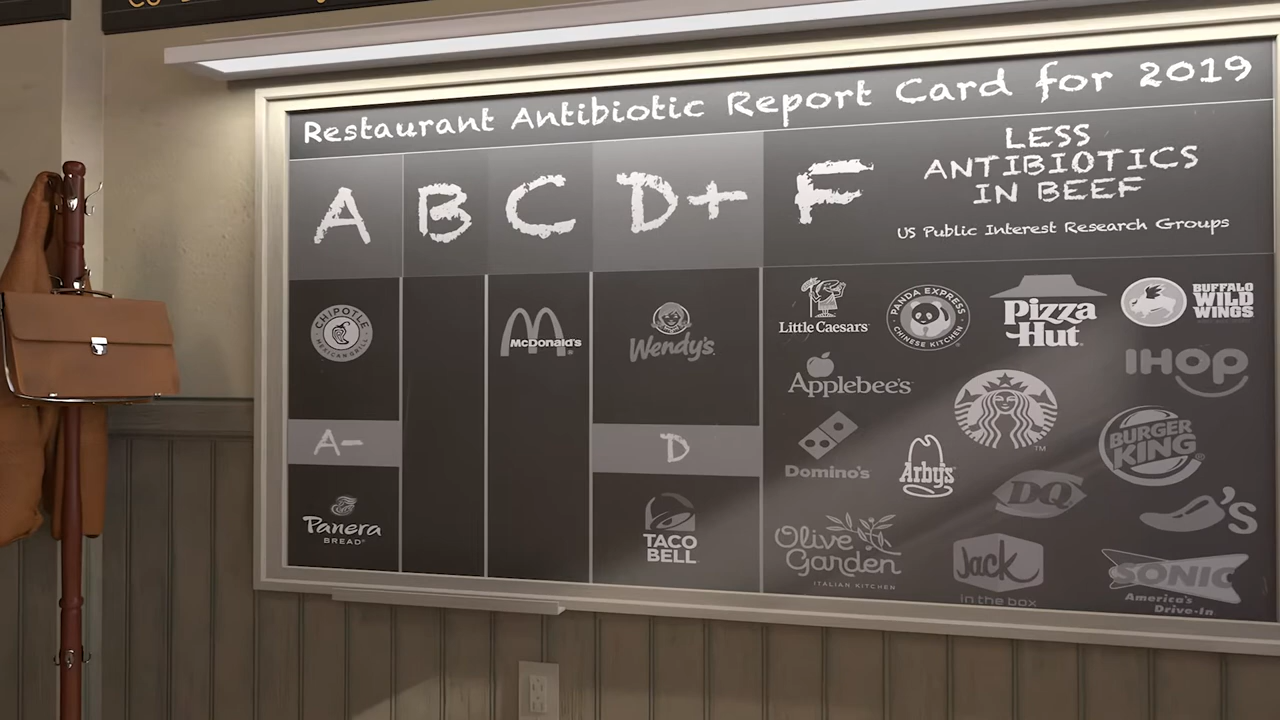 Restaurant Antibiotic Report Card for 2019
A
B
C
D+
F
LESS
ANTIBIOTICS
IN BEEF
US Public Interest Research Groups
CHIPOTLE
MEXICAN GRILL
McDonald's
Wendy's
Little Caesars
PANDA EXPRESS
CHINESE KITCHEN
Pizza
Hut
BUFFALO
WILD
WINGS
Applebee's
IHOP
TM
A-
D
Domino's
Arby's
BURGER
KING
DQ
Panera
BREAD
TACO
BELL
Olive
Garden
ITALIAN KITCHEN
Jack
in the box
'S
SONIC
America's
Drive-In